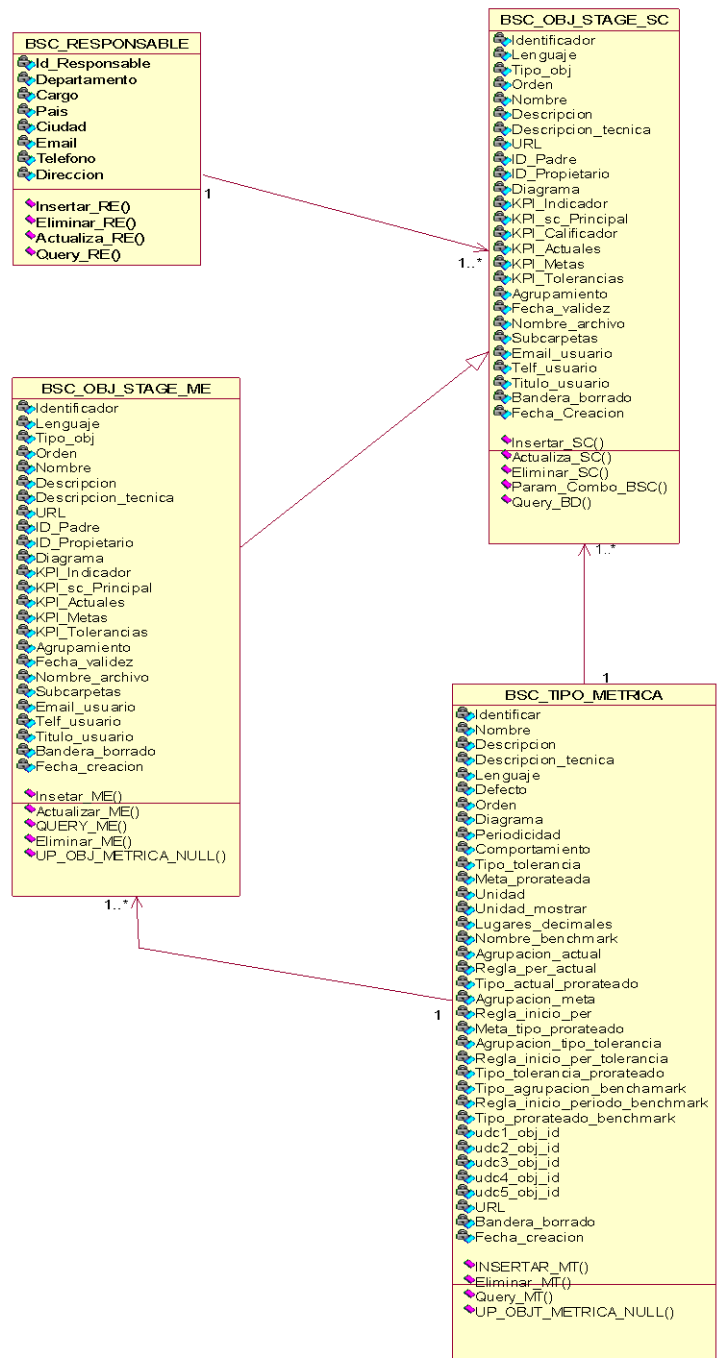 BSC_RESPONSABLE
Id_Responsable
Departamento
Cargo
Pais
Ciudad
Email
Telefono
Direccion
Insertar_RE()
Eliminar_RE()
Actualiza_RE()
Query_RE()
1
1..*
BSC_OBJ_STAGE_SC
Identificador
Lenguaje
Tipo_obj
Orden
Nombre
Descripcion
Descripcion_tecnica
URL
ID_Padre
ID_Propietario
Diagrama
KPI_Indicador
KPI_sc_Principal
KPI_Calificador
KPI_Actuales
KPI_Metas
KPI_Tolerancias
Agrupamiento
Fecha_validez
Nombre_archivo
Subcarpetas
Email_usuario
Telf_usuario
Titulo_usuario
Bandera_borrado
Fecha_Creacion
Insertar_SC()
Actualiza_SC()
Eliminar_SC()
Param_Combo_BSC()
Query_BD()
1..*
1
BSC_OBJ_STAGE_ME
Identificador
Lenguaje
Tipo_obj
Orden
Nombre
Descripcion
Descripcion_tecnica
URL
ID_Padre
ID_Propietario
Diagrama
KPI_Indicador
KPI_sc_Principal
KPI_Actuales
KPI_Metas
KPI_Tolerancias
Agrupamiento
Fecha_validez
Nombre_archivo
Subcarpetas
Email_usuario
Telf_usuario
Titulo_usuario
Bandera_borrado
Fecha_creacion
Insetar_ME()
Actualizar_ME()
QUERY_ME()
Eliminar_ME()
UP_OBJ_METRICA_NULL()
1..*
1
BSC_TIPO_METRICA
Identificar
Nombre
Descripcion
Descripcion_tecnica
Lenguaje
Defecto
Orden
Diagrama
Periodicidad
Comportamiento
Tipo_tolerancia
Meta_prorateada
Unidad
Unidad_mostrar
Lugares_decimales
Nombre_benchmark
Agrupacion_actual
Regla_per_actual
Tipo_actual_prorateado
Agrupacion_meta
Regla_inicio_per
Meta_tipo_prorateado
Agrupacion_tipo_tolerancia
Regla_inicio_per_tolerancia
Tipo_tolerancia_prorateado
Tipo_agrupacion_benchamark
Regla_inicio_periodo_benchmark
Tipo_prorateado_benchmark
udc1_obj_id
udc2_obj_id
udc3_obj_id
udc4_obj_id
udc5_obj_id
URL
Bandera_borrado
Fecha_creacion
INSERTAR_MT()
Eliminar_MT()
Query_MT()
UP_OBJT_METRICA_NULL()